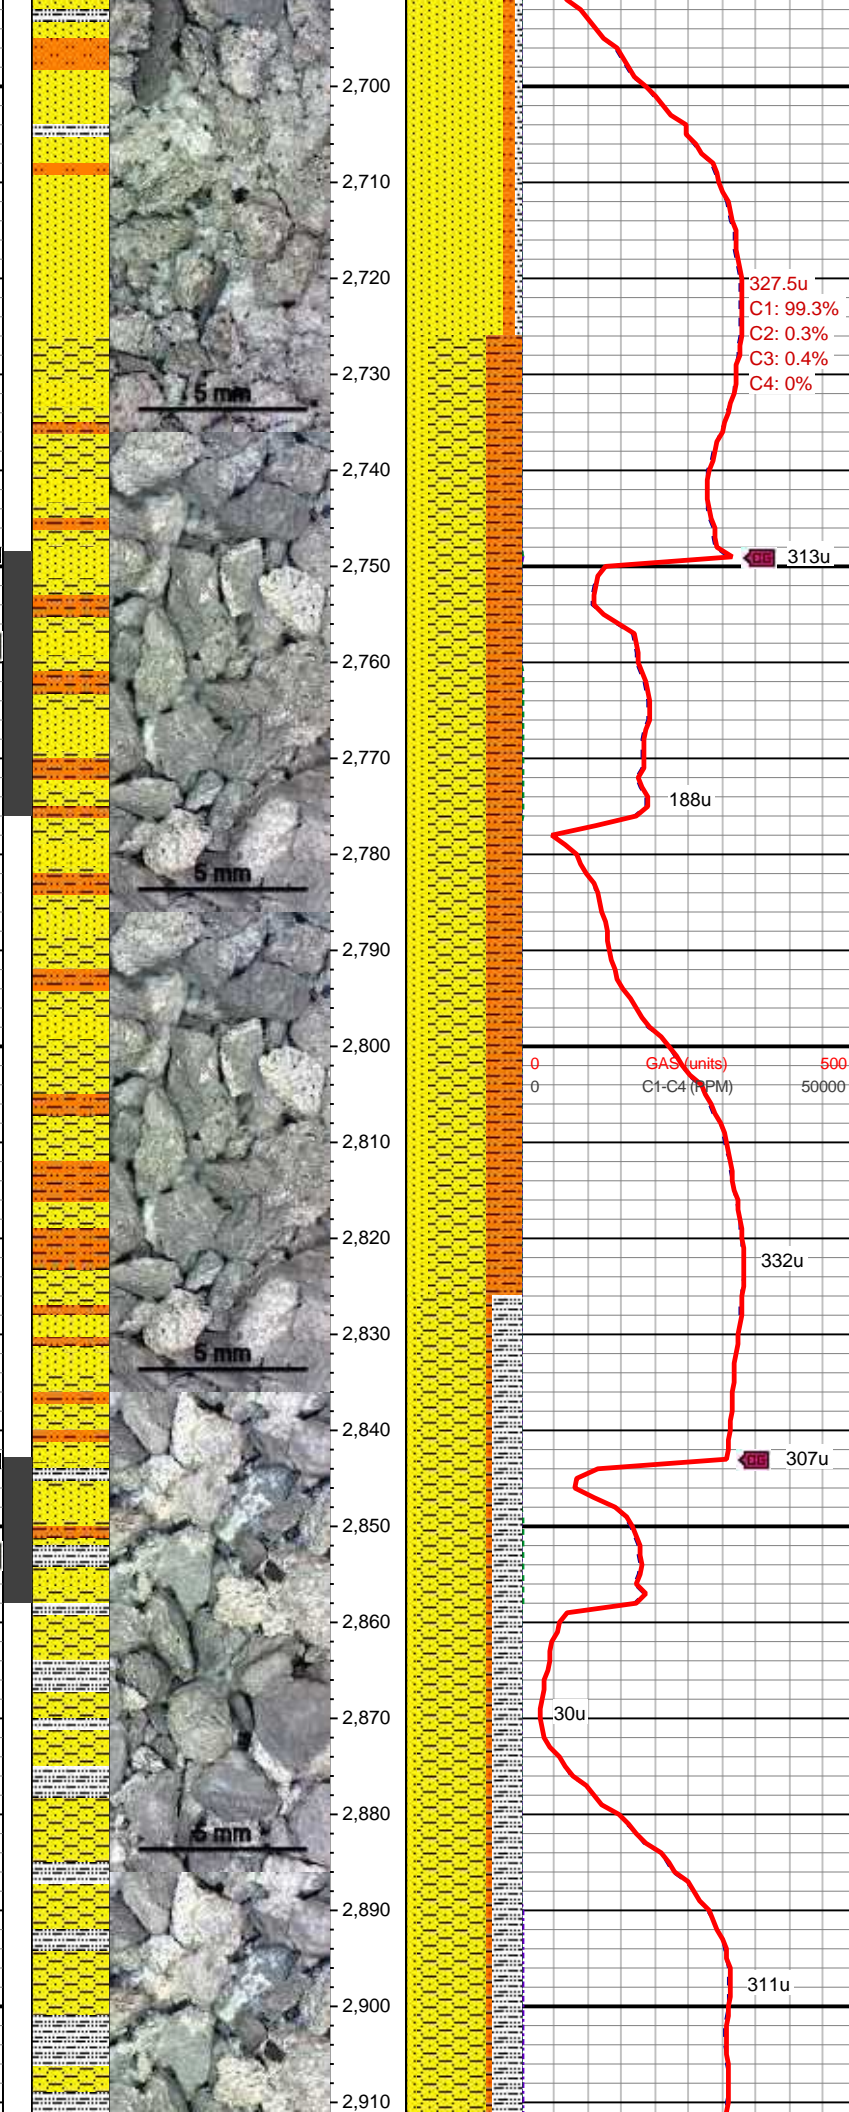 2,700
2,710
2,720
327.5u
C1: 99.3%
C2: 0.3%
C3: 0.4%
C4: 0%
2,730
5 mm
2,740
2,750
CG 313u
2,760
2,770
188u
2,780
5 mm
2,790
2,800
0 GAS (units) 500
0 C1-C4 (PPM) 50000
2,810
2,820
332u
2,830
5 mm
2,840
CG 307u
2,850
2,860
2,870
30u
2,880
5 mm
2,890
311u
2,900
2,910